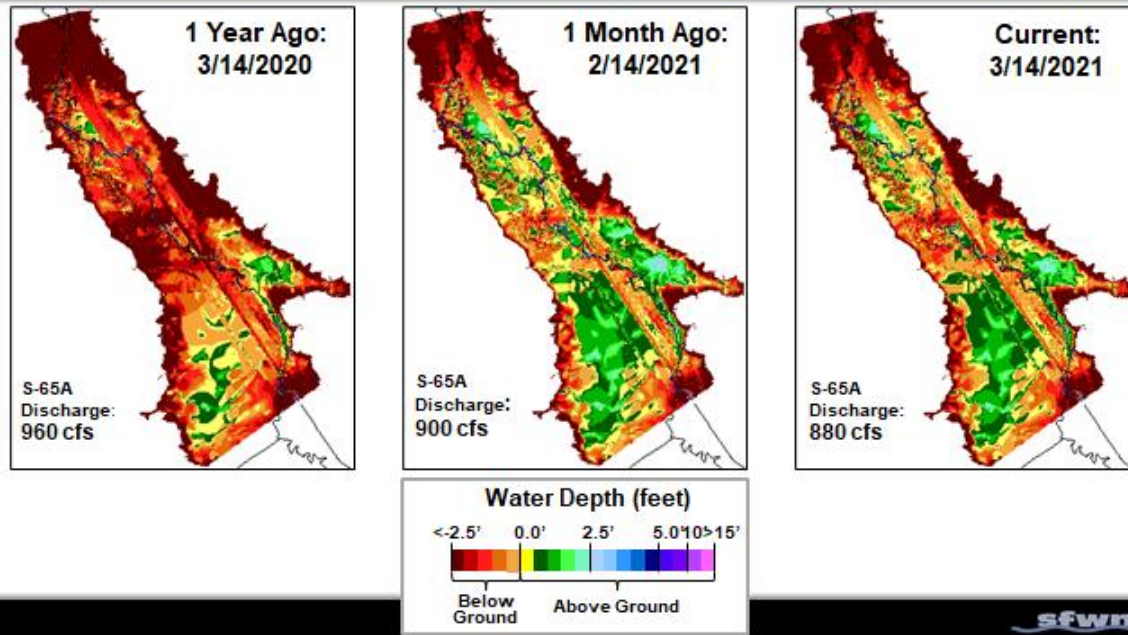 1 Year Ago:
3/14/2020
S-65A
Discharge:
960 cfs
1 Month Ago:
2/14/2021
S-65A
Discharge:
900 cfs
Current:
3/14/2021
S-65A
Discharge:
880 cfs
Water Depth (feet)
<-2.5' 0.0' 2.5' 5.0'10>15'
Below
Ground
Above Ground
sfwm